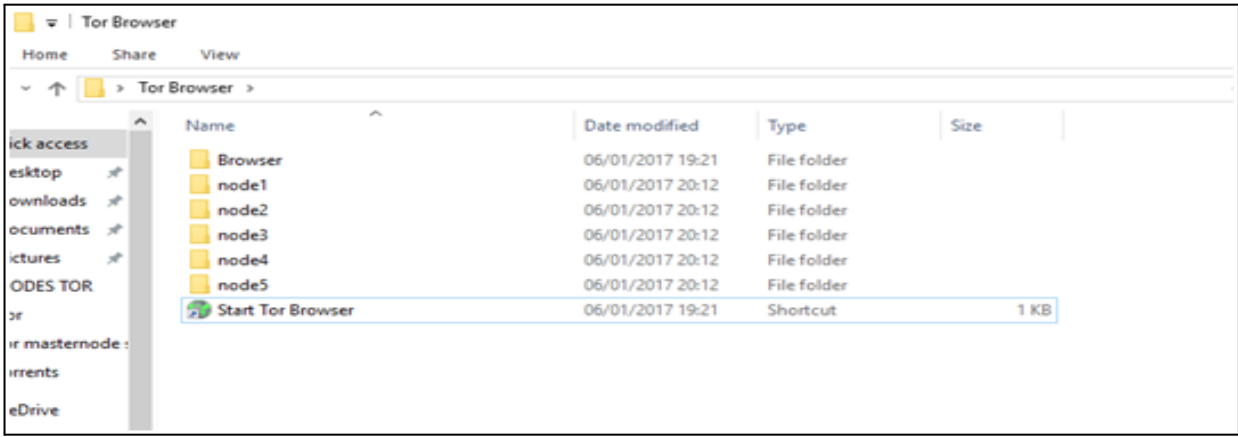 Tor Browser
Home Share View
Tor Browser
Name Date modified Type Size
ick access
esktop
ownloads
ocuments
ictures
ODES TOR
or
or masternode s
orrents
eDrive
Browser 06/01/2017 19:21 File folder
node1 06/01/2017 20:12 File folder
node2 06/01/2017 20:12 File folder
node3 06/01/2017 20:12 File folder
node4 06/01/2017 20:12 File folder
node5 06/01/2017 20:12 File folder
Start Tor Browser 06/01/2017 19:21 Shortcut 1 KB